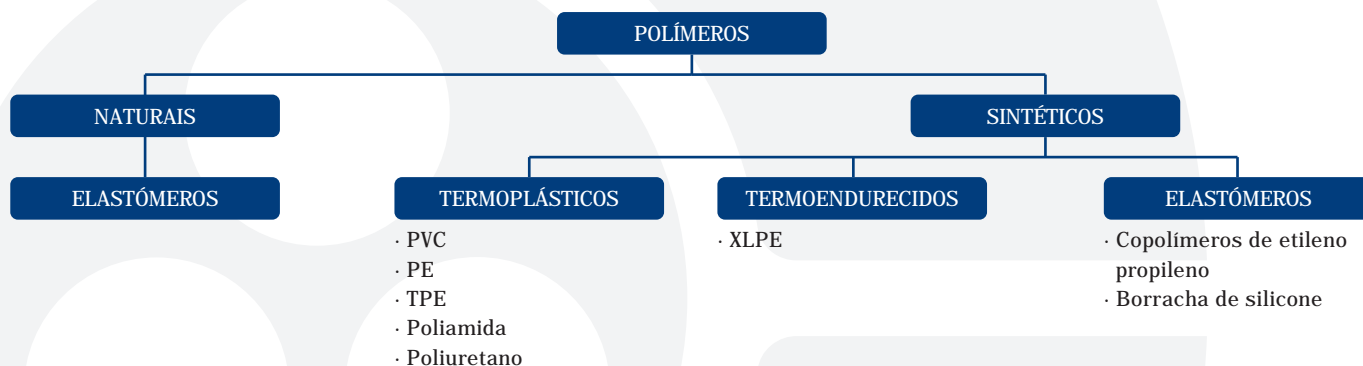 POLÍMEROS
NATURAIS
SINTÉTICOS
ELASTÓMEROS
TERMOPLÁSTICOS
TERMOENDURECIDOS
ELASTÓMEROS
· PVC
· PE
· TPE
· Poliamida
· Poliuretano
· XLPE
· Copolímeros de etileno
propileno
· Borracha de silicone